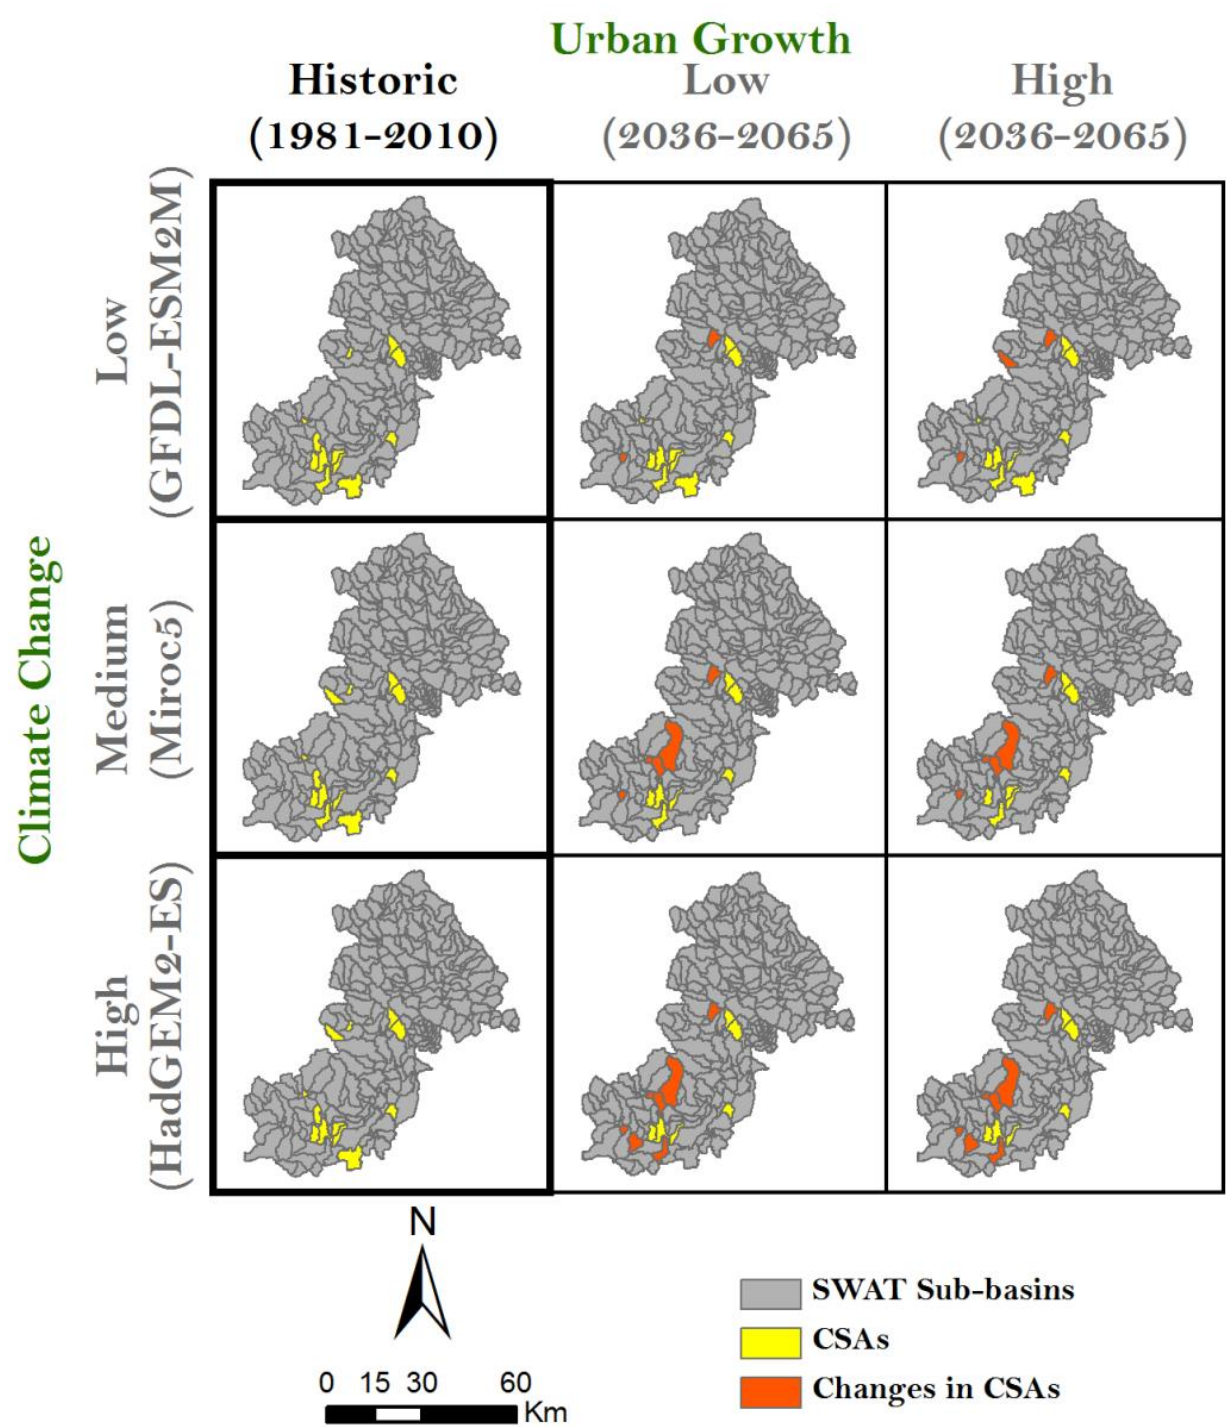 Urban Growth
Historic
(1981-2010)
Low
(2036-2065)
High
(2036-2065)
Climate Change
Low
(GFDL-ESM2M)
Medium
(Miroc5)
High
(HadGEM2-ES)
N
0 15 30 60
Km
SWAT Sub-basins
CSAs
Changes in CSAs